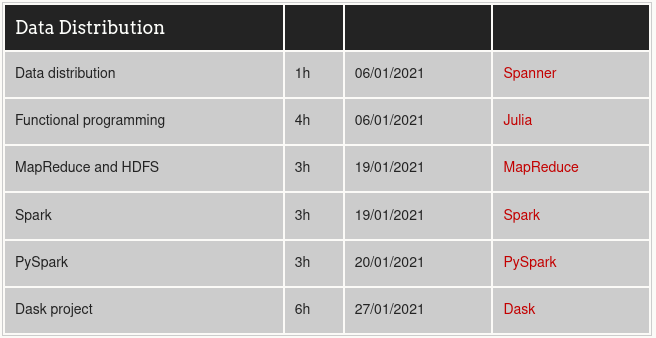 Data Distribution
Data distribution 1h 06/01/2021 Spanner
Functional programming 4h 06/01/2021 Julia
MapReduce and HDFS 3h 19/01/2021 MapReduce
Spark 3h 19/01/2021 Spark
PySpark 3h 20/01/2021 PySpark
Dask project 6h 27/01/2021 Dask